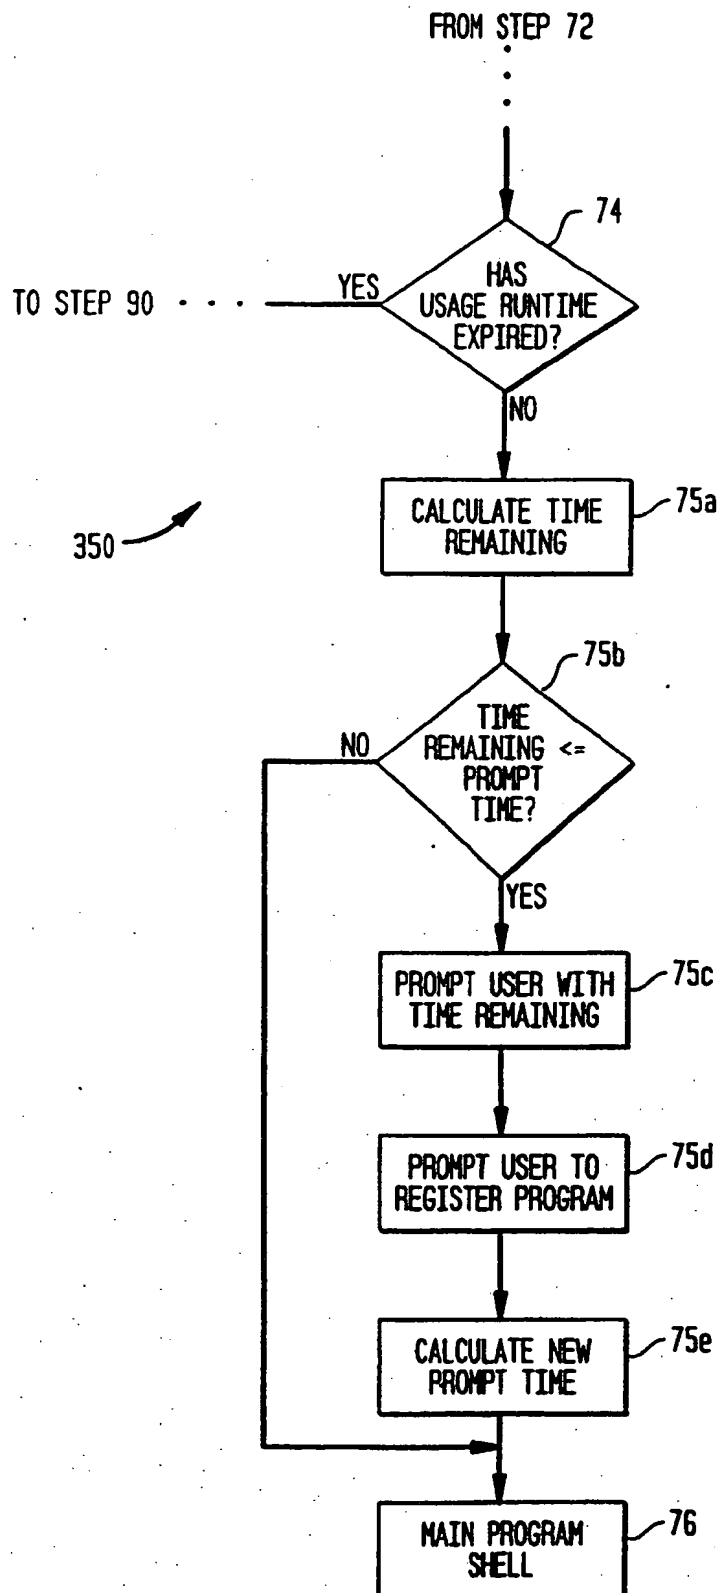 FROM STEP 72
74
HAS
USAGE RUNTIME
EXPIRED?
YES
TO STEP 90
NO
350
75a
CALCULATE TIME
REMAINING
75b
TIME
REMAINING <=
PROMPT
TIME?
NO
YES
75c
PROMPT USER WITH
TIME REMAINING
75d
PROMPT USER TO
REGISTER PROGRAM
75e
CALCULATE NEW
PROMPT TIME
76
MAIN PROGRAM
SHELL